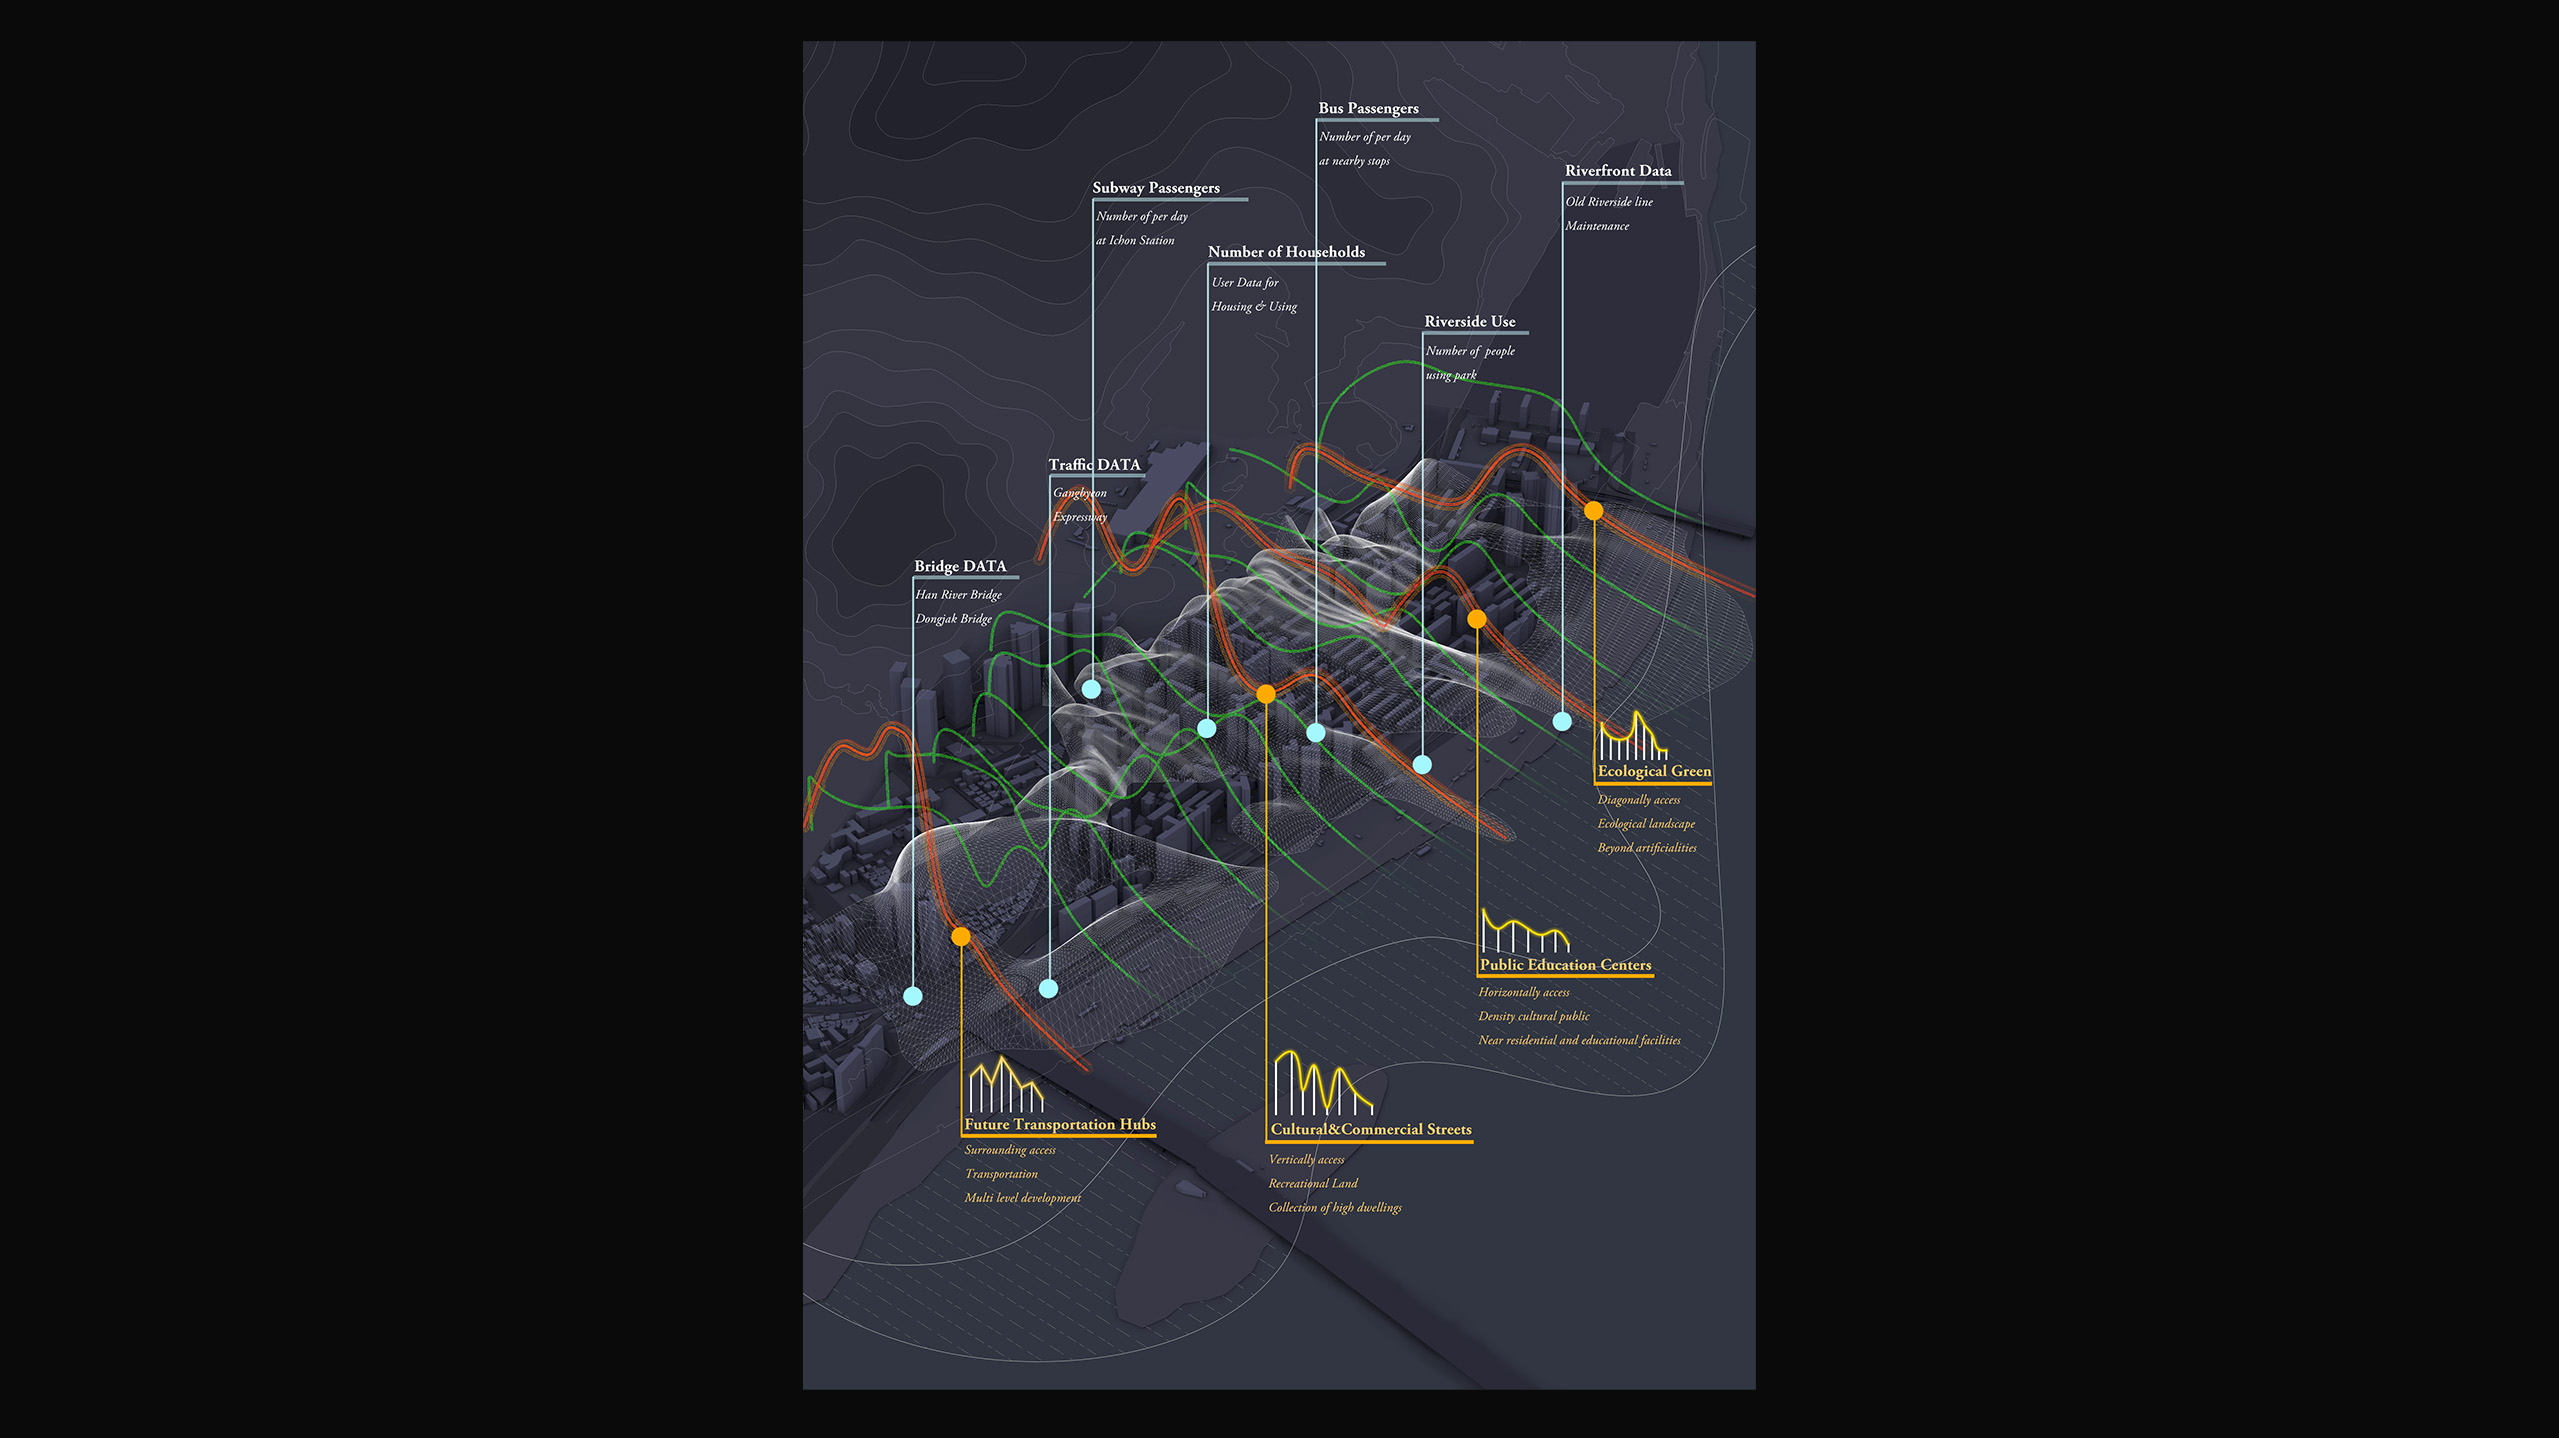 Bus Passengers
Number of per day
at nearby stops
Riverfront Data
Old Riverside line
Maintenance
Subway Passengers
Number of per day
at Ichon Station
Number of Households
User Data for
Housing & Using
Riverside Use
Number of people
using park
Traffic DATA
Gangbyeon
Expressway
Bridge DATA
Han River Bridge
Dongjak Bridge
Ecological Green
Diagonally access
Ecological landscape
Beyond artificialities
Public Education Centers
Horizontally access
Density cultural public
Near residential and educational facilities
Future Transportation Hubs
Surrounding access
Transportation
Multi level development
Cultural&Commercial Streets
Vertically access
Recreational Land
Collection of high dwellings